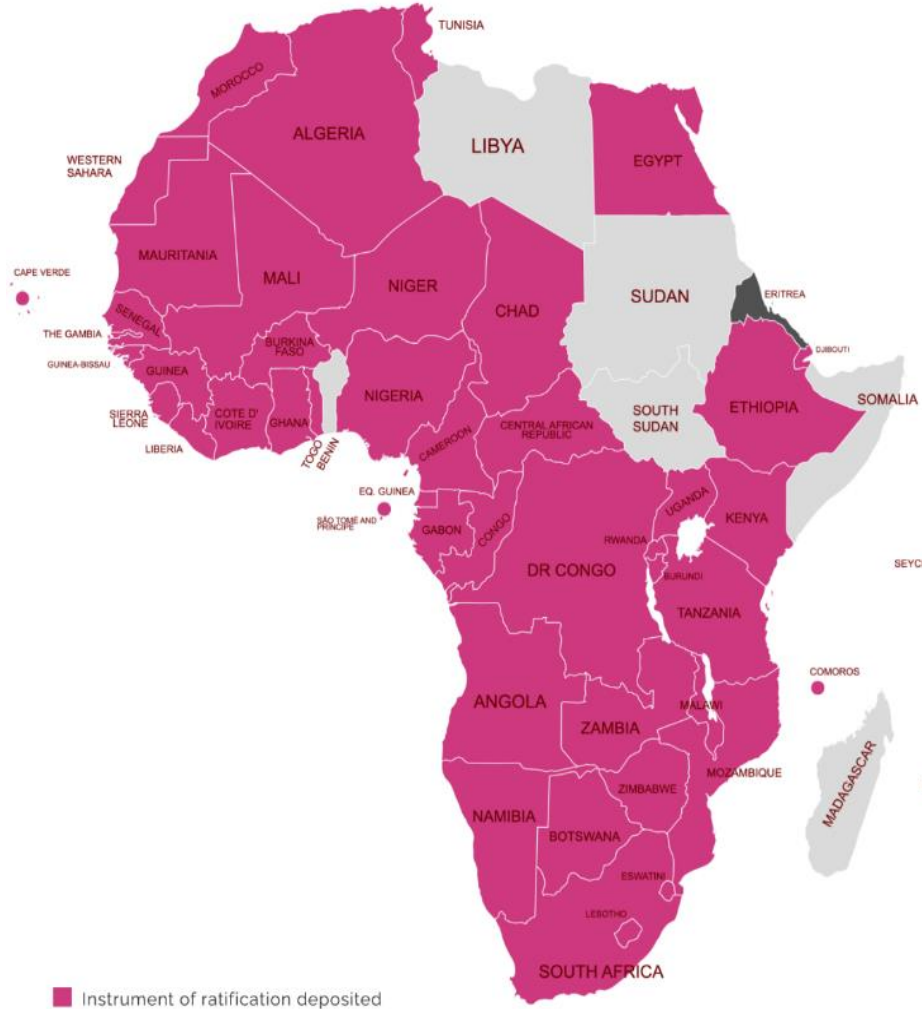 TUNISIA
MOROCCO
ALGERIA
LIBYA
EGYPT
WESTERN
SAHARA
MAURITANIA
MALI
NIGER
CHAD
SUDAN
ERITREA
CAPE VERDE
SENEGAL
THE GAMBIA
GUINEA-BISSAU
GUINEA
BURKINA
FASO
DJIBOUTI
SIERRA
LEONE
LIBERIA
COTE D'
IVOIRE
GHANA
TOGO
BENIN
NIGERIA
CAMEROON
CENTRAL AFRICAN
REPUBLIC
SOUTH
SUDAN
ETHIOPIA
SOMALIA
EQ. GUINEA
SÃO TOMÉ AND
PRINCIPE
GABON
CONGO
DR CONGO
UGANDA
KENYA
RWANDA
BURUNDI
TANZANIA
SEYC
COMOROS
ANGOLA
ZAMBIA
MALAWI
MOZAMBIQUE
MADAGASCAR
NAMIBIA
ZIMBABWE
BOTSWANA
ESWATINI
LESOTHO
SOUTH AFRICA
Instrument of ratification deposited